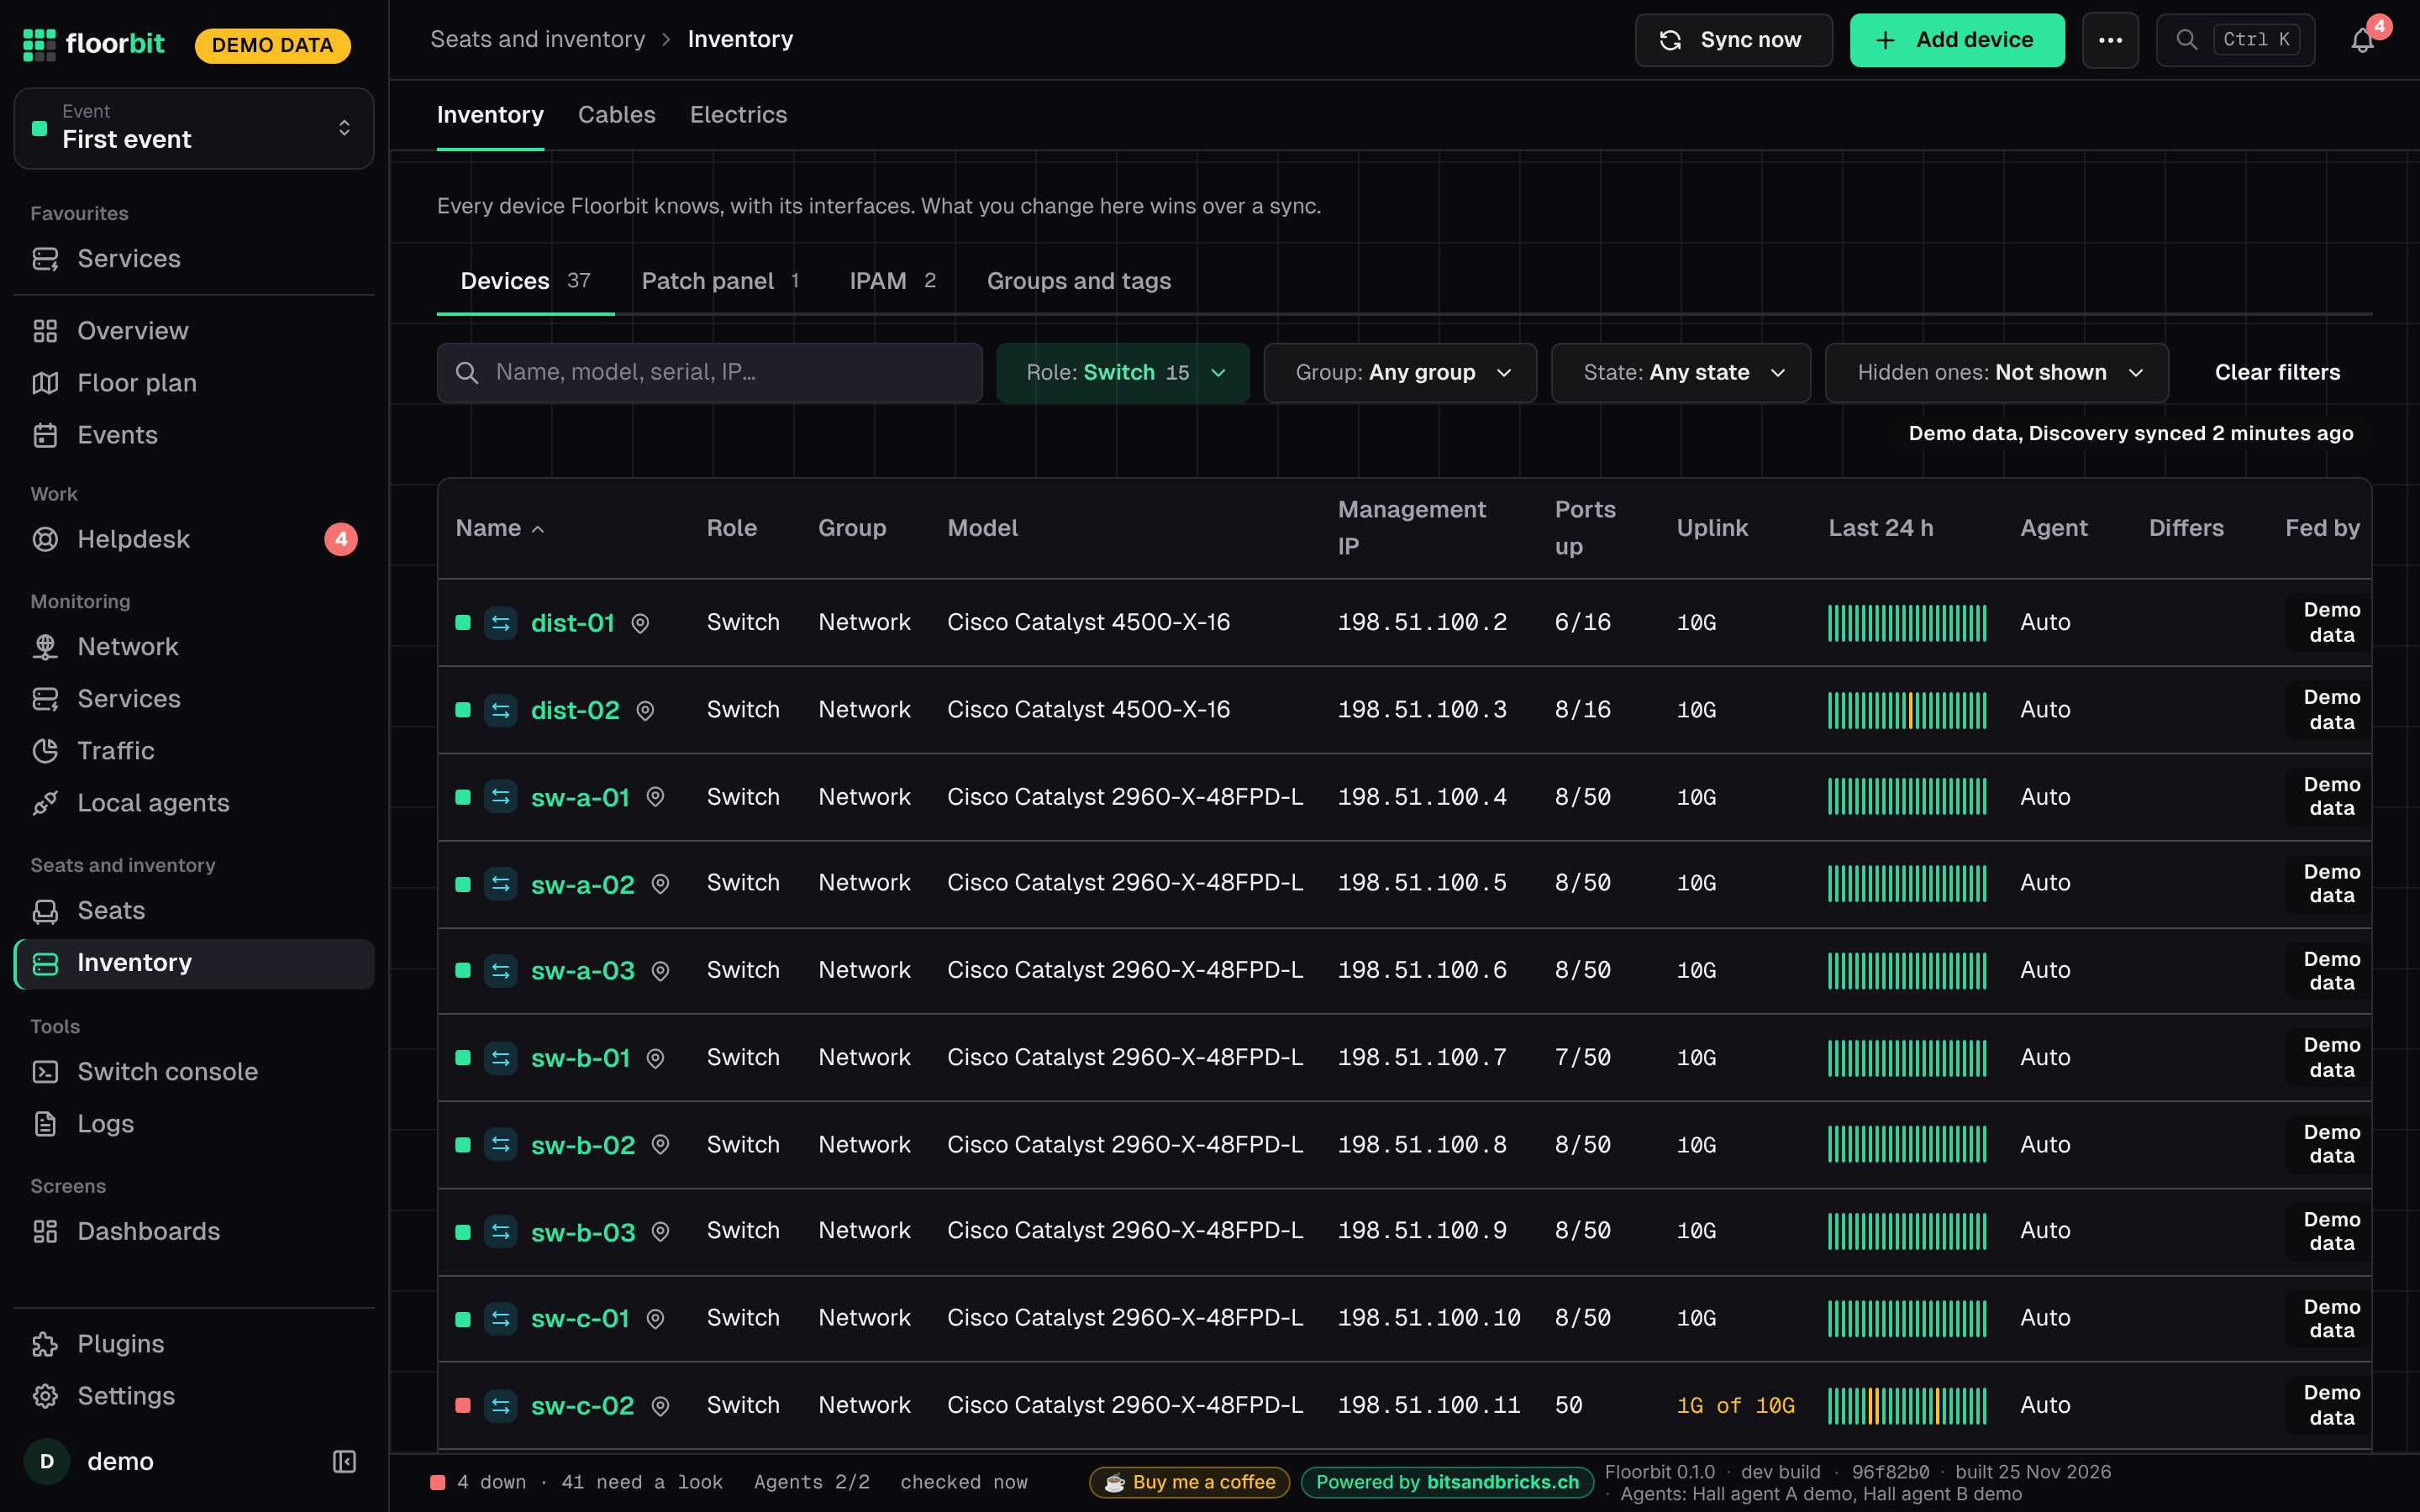 floorbit DEMO DATA
Event
First event
Favourites
Services
Overview
Floor plan
Events
Work
Helpdesk 4
Monitoring
Network
Services
Traffic
Local agents
Seats and inventory
Seats
Inventory
Tools
Switch console
Logs
Screens
Dashboards
Plugins
Settings
D demo
Seats and inventory > Inventory
Sync now
+ Add device
Ctrl K
4
Inventory Cables Electrics
Every device Floorbit knows, with its interfaces. What you change here wins over a sync.
Devices 37 Patch panel 1 IPAM 2 Groups and tags
Name, model, serial, IP… Role: Switch 15 Group: Any group State: Any state Hidden ones: Not shown Clear filters
Demo data, Discovery synced 2 minutes ago
Name Role Group Model Management IP Ports up Uplink Last 24 h Agent Differs Fed by
dist-01 Switch Network Cisco Catalyst 4500-X-16 198.51.100.2 6/16 10G Auto Demo data
dist-02 Switch Network Cisco Catalyst 4500-X-16 198.51.100.3 8/16 10G Auto Demo data
sw-a-01 Switch Network Cisco Catalyst 2960-X-48FPD-L 198.51.100.4 8/50 10G Auto Demo data
sw-a-02 Switch Network Cisco Catalyst 2960-X-48FPD-L 198.51.100.5 8/50 10G Auto Demo data
sw-a-03 Switch Network Cisco Catalyst 2960-X-48FPD-L 198.51.100.6 8/50 10G Auto Demo data
sw-b-01 Switch Network Cisco Catalyst 2960-X-48FPD-L 198.51.100.7 7/50 10G Auto Demo data
sw-b-02 Switch Network Cisco Catalyst 2960-X-48FPD-L 198.51.100.8 8/50 10G Auto Demo data
sw-b-03 Switch Network Cisco Catalyst 2960-X-48FPD-L 198.51.100.9 8/50 10G Auto Demo data
sw-c-01 Switch Network Cisco Catalyst 2960-X-48FPD-L 198.51.100.10 8/50 10G Auto Demo data
sw-c-02 Switch Network Cisco Catalyst 2960-X-48FPD-L 198.51.100.11 50 1G of 10G Auto Demo data
4 down · 41 need a look Agents 2/2 checked now
Buy me a coffee
Powered by bitsandbricks.ch
Floorbit 0.1.0 · dev build · 96f82b0 · built 25 Nov 2026
· Agents: Hall agent A demo, Hall agent B demo